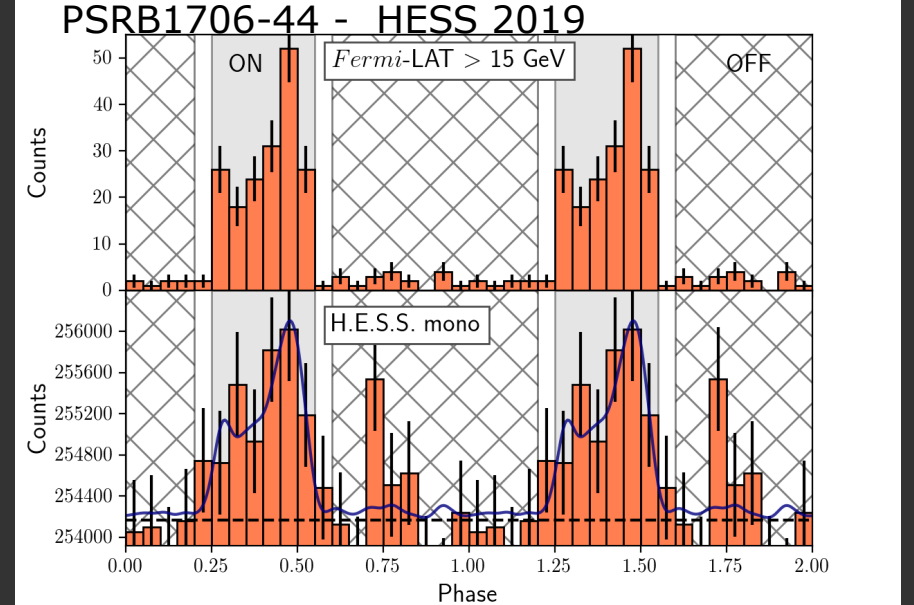 PSRB1706-44 - HESS 2019
ON
Fermi-LAT > 15 GeV
OFF
50
40
30
20
10
0
Counts
H.E.S.S. mono
256000
255600
255200
254800
254400
254000
Counts
0.00 0.25 0.50 0.75 1.00 1.25 1.50 1.75 2.00
Phase